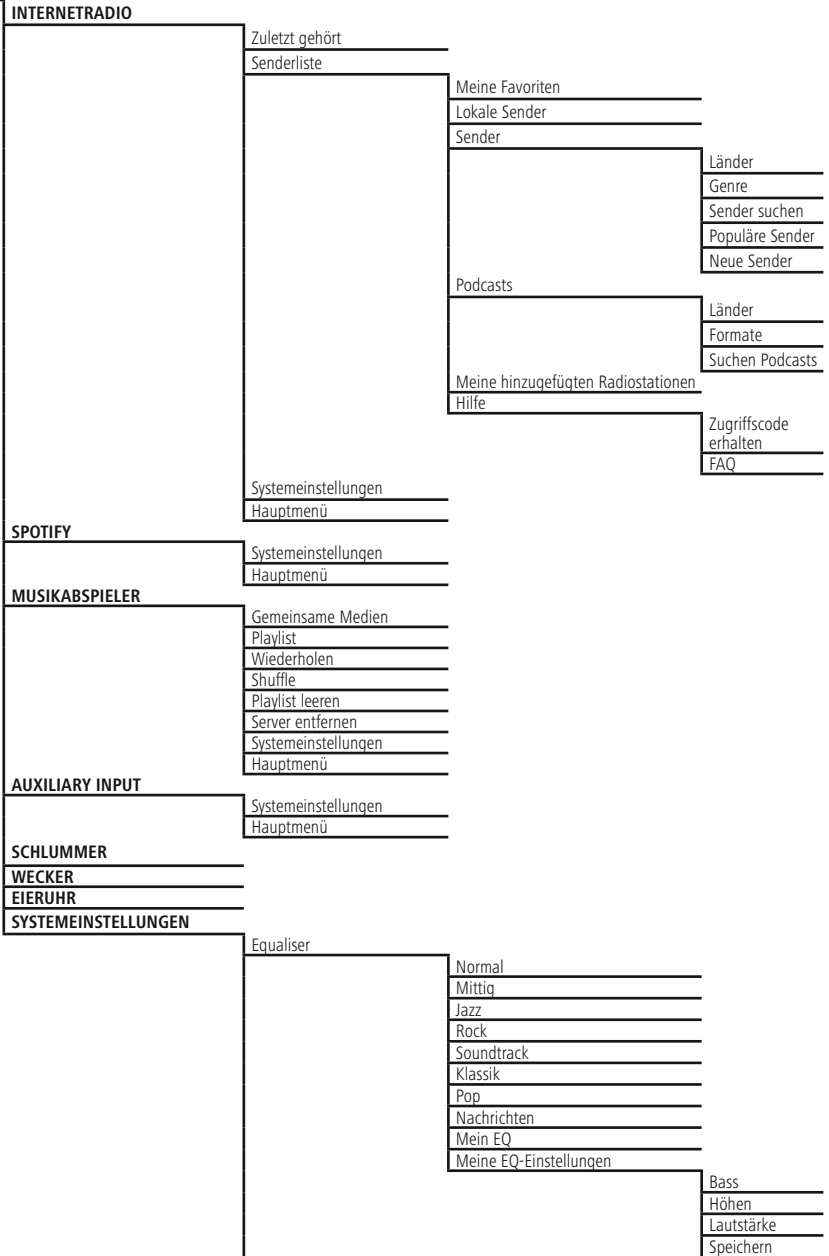 INTERNETRADIO
Zuletzt gehört
Senderliste
Meine Favoriten
Lokale Sender
Sender
Länder
Genre
Sender suchen
Populäre Sender
Neue Sender
Podcasts
Länder
Formate
Suchen Podcasts
Meine hinzugefügten Radiostationen
Hilfe
Zugriffscode
erhalten
FAQ
Systemeinstellungen
Hauptmenü
SPOTIFY
Systemeinstellungen
Hauptmenü
MUSIKABSPIELER
Gemeinsame Medien
Playlist
Wiederholen
Shuffle
Playlist leeren
Server entfernen
Systemeinstellungen
Hauptmenü
AUXILIARY INPUT
Systemeinstellungen
Hauptmenü
SCHLUMMER
WECKER
EIERUHR
SYSTEMEINSTELLUNGEN
Equaliser
Normal
Mittig
Jazz
Rock
Soundtrack
Klassik
Pop
Nachrichten
Mein EQ
Meine EQ-Einstellungen
Bass
Höhen
Lautstärke
Speichern